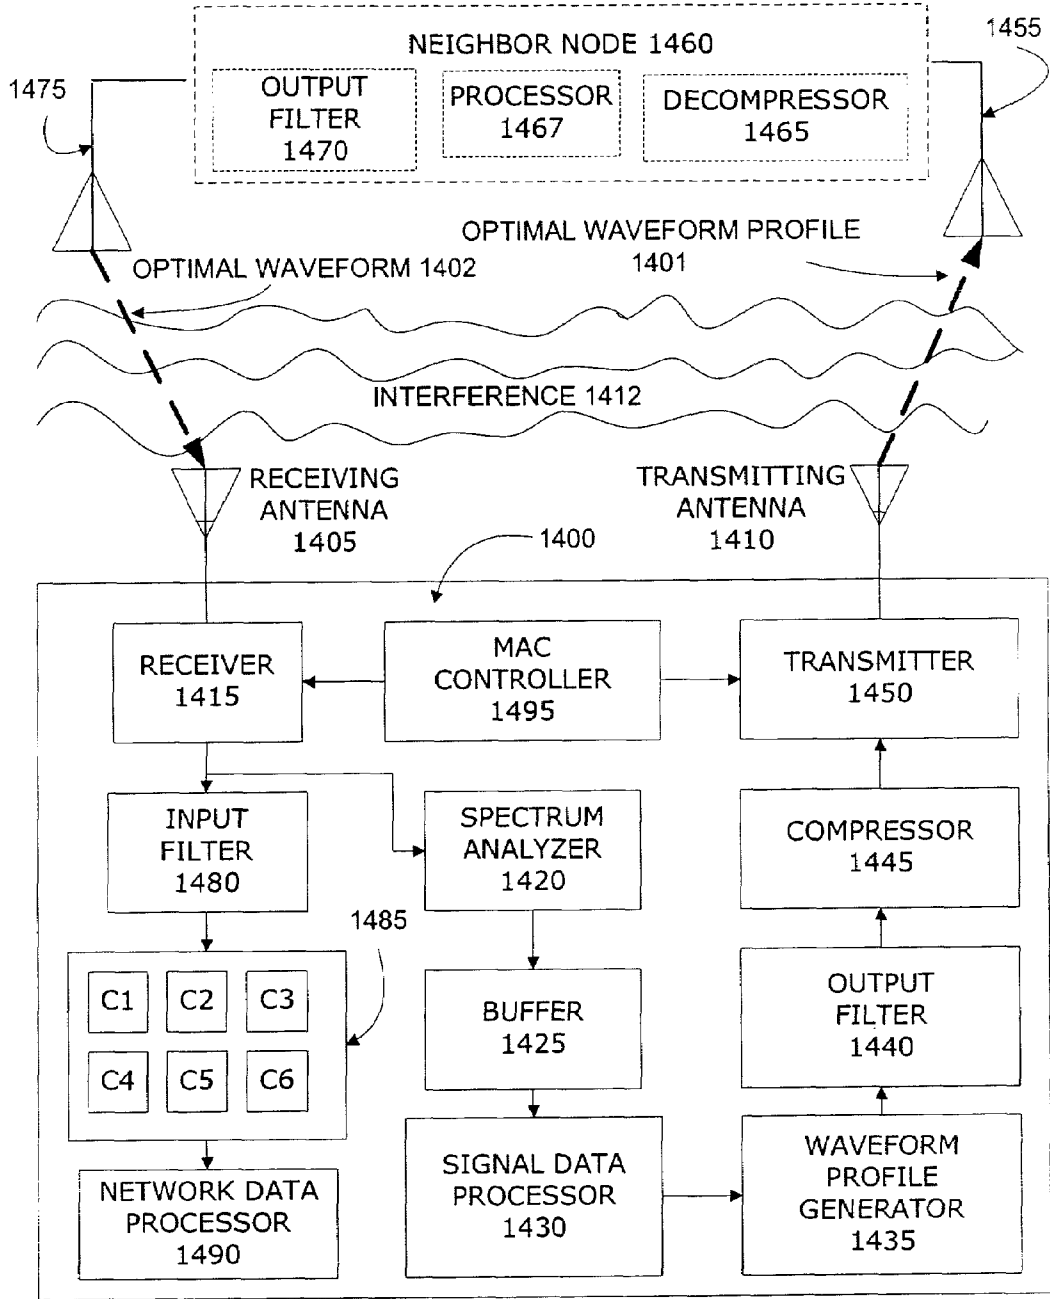 1455
NEIGHBOR NODE 1460
1475
OUTPUT
FILTER
1470
PROCESSOR
1467
DECOMPRESSOR
1465
OPTIMAL WAVEFORM PROFILE
1401
OPTIMAL WAVEFORM 1402
INTERFERENCE 1412
RECEIVING
ANTENNA
1405
TRANSMITTING
ANTENNA
1410
1400
RECEIVER
1415
MAC
CONTROLLER
1495
TRANSMITTER
1450
INPUT
FILTER
1480
SPECTRUM
ANALYZER
1420
COMPRESSOR
1445
1485
C1
C2
C3
C4
C5
C6
BUFFER
1425
OUTPUT
FILTER
1440
NETWORK DATA
PROCESSOR
1490
SIGNAL DATA
PROCESSOR
1430
WAVEFORM
PROFILE
GENERATOR
1435